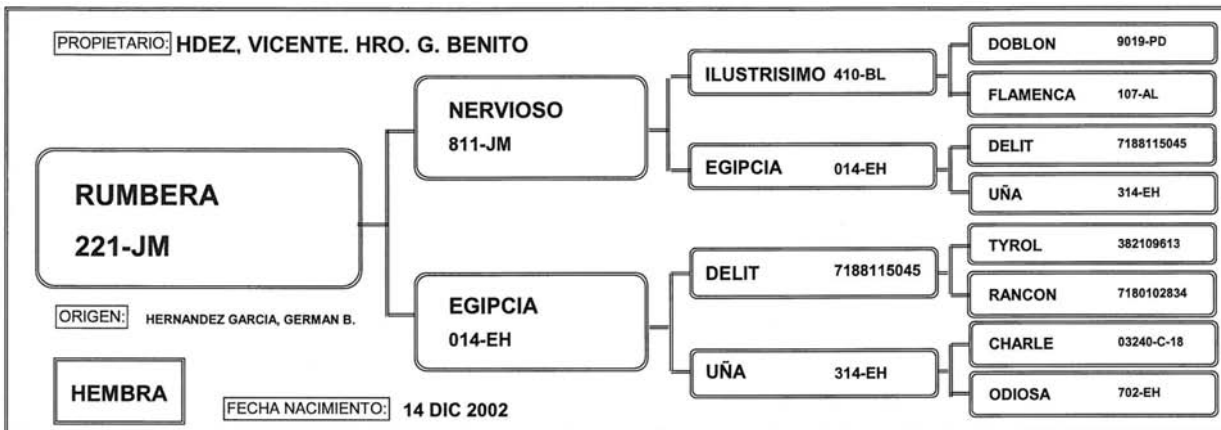 PROPIETARIO: HDEZ, VICENTE. HRO. G. BENITO
RUMBERA
221-JM
ORIGEN: HERNANDEZ GARCIA, GERMAN B.
HEMBRA
FECHA NACIMIENTO: 14 DIC 2002
NERVIOSO
811-JM
EGIPCIA
014-EH
ILUSTRISIMO 410-BL
EGIPCIA 014-EH
DELIT 7188115045
UÑA 314-EH
DOBLON 9019-PD
FLAMENCA 107-AL
DELIT 7188115045
UÑA 314-EH
TYROL 382109613
RANCON 7180102834
CHARLE 03240-C-18
ODIOSA 702-EH